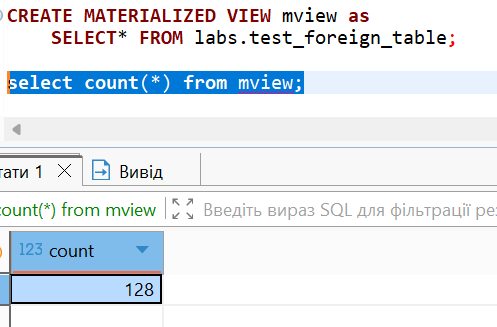 CREATE MATERIALIZED VIEW mview as
SELECT* FROM labs.test_foreign_table;
select count(*) from mview;
тати 1
Вивід
count(*) from mview
Введіть вираз SQL для фільтрації рез
123 count
128